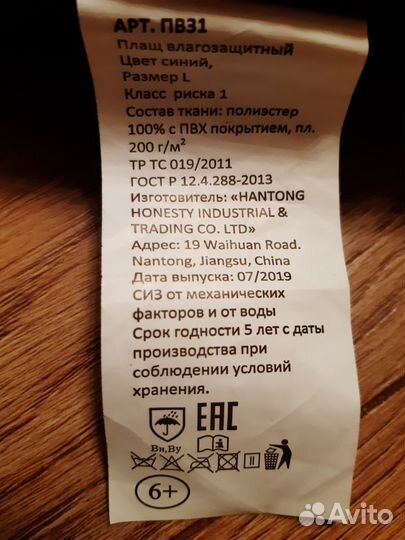 АРТ. ПВ31
Плащ влагозащитный
Цвет синий,
Размер L
Класс риска 1
Состав ткани: полиэстер
100% с ПВХ покрытием, пл.
200 г/м²
ТР ТС 019/2011
ГОСТ Р 12.4.288-2013
Изготовитель: «HANTONG
HONESTY INDUSTRIAL &
TRADING CO. LTD»
Адрес: 19 Waihuan Road.
Nantong, Jiangsu, China
Дата выпуска: 07/2019
СИЗ от механических
факторов и от воды
Срок годности 5 лет с даты
производства при
соблюдении условий
хранения.
EAC
Вн,Ву
6+
Avito